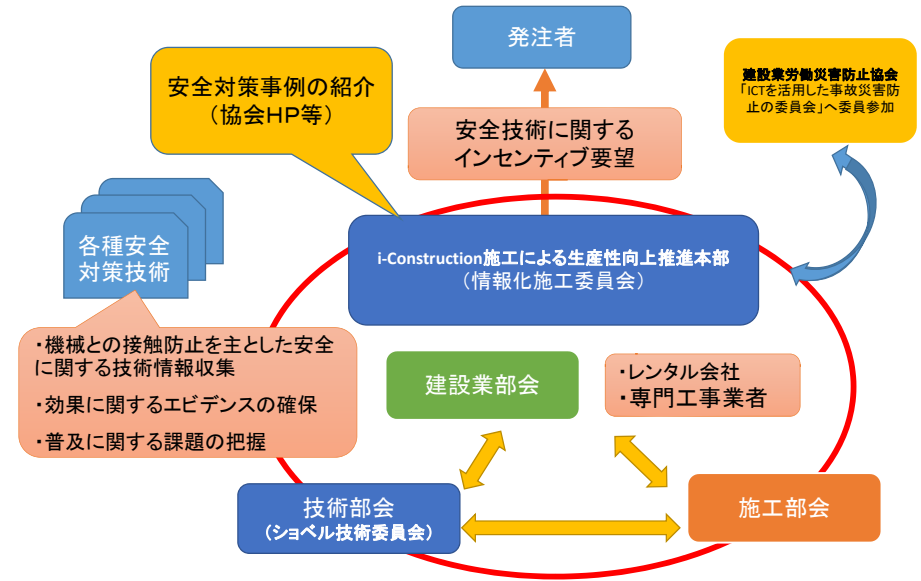 発注者
安全対策事例の紹介
（協会HP等）
建設業労働災害防止協会
「ICTを活用した事故災害防
止の委員会」へ委員参加
安全技術に関する
インセンティブ要望
各種安全
対策技術
i-Construction施工による生産性向上推進本部
（情報化施工委員会）
・機械との接触防止を主とした安全
に関する技術情報収集
・効果に関するエビデンスの確保
・普及に関する課題の把握
建設業部会
・レンタル会社
・専門工事業者
技術部会
（ショベル技術委員会）
施工部会